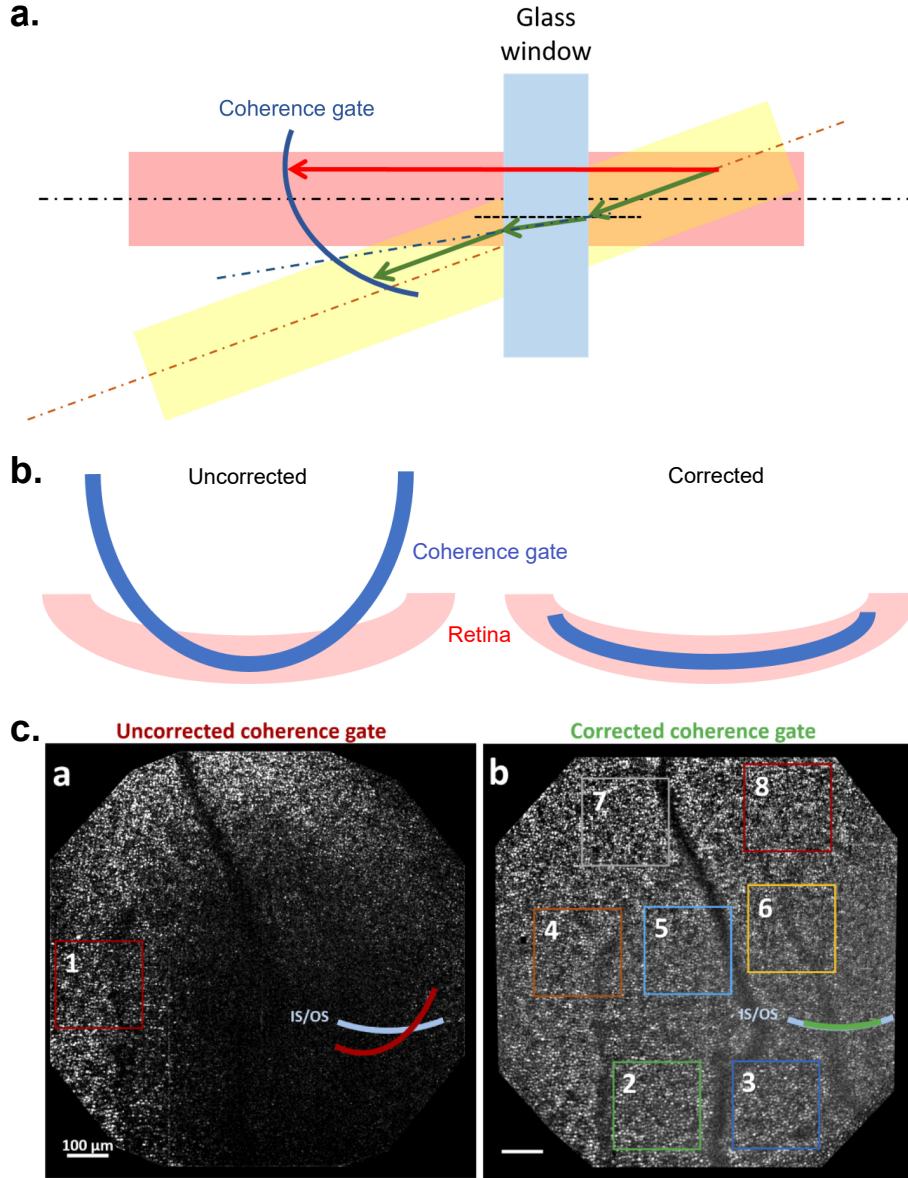 a.
Glass
window
Coherence gate
b.
Uncorrected
Corrected
Coherence gate
Retina
c.
Uncorrected coherence gate
Corrected coherence gate
a
1
IS/OS
100 µm
b
7
8
4
5
6
IS/OS
2
3